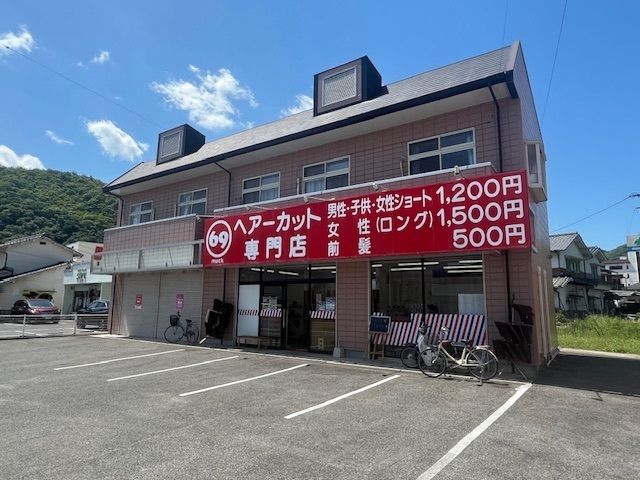 69
muck
ヘアーカット
専門店
男性・子供・女性ショート1,200円
女性(ロング)1,500円
前髪 500円